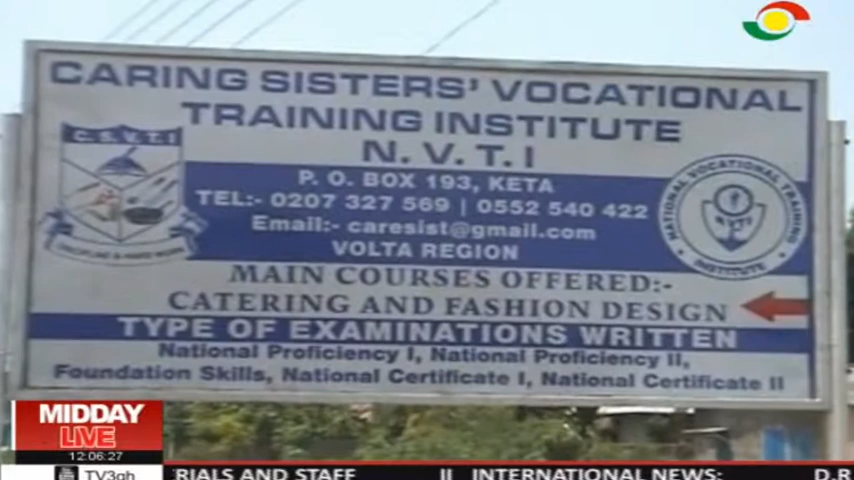 CARING SISTERS' VOCATIONAL
TRAINING INSTITUTE
N.V.T.I
C.S.V.T.I
DISCIPLINE & HARD WORK
P. O. BOX 193, KETA
TEL:- 0207 327 569 | 0552 540 422
Email:- caresist@gmail.com
VOLTA REGION
NATIONAL VOCATIONAL TRAINING
INSTITUTE
MAIN COURSES OFFERED:-
CATERING AND FASHION DESIGN
TYPE OF EXAMINATIONS WRITTEN
National Proficiency I, National Proficiency II,
Foundation Skills, National Certificate I, National Certificate II
MIDDAY
LIVE
12:06:27
TV3gh
RIALS AND STAFF || INTERNATIONAL NEWS: D.R